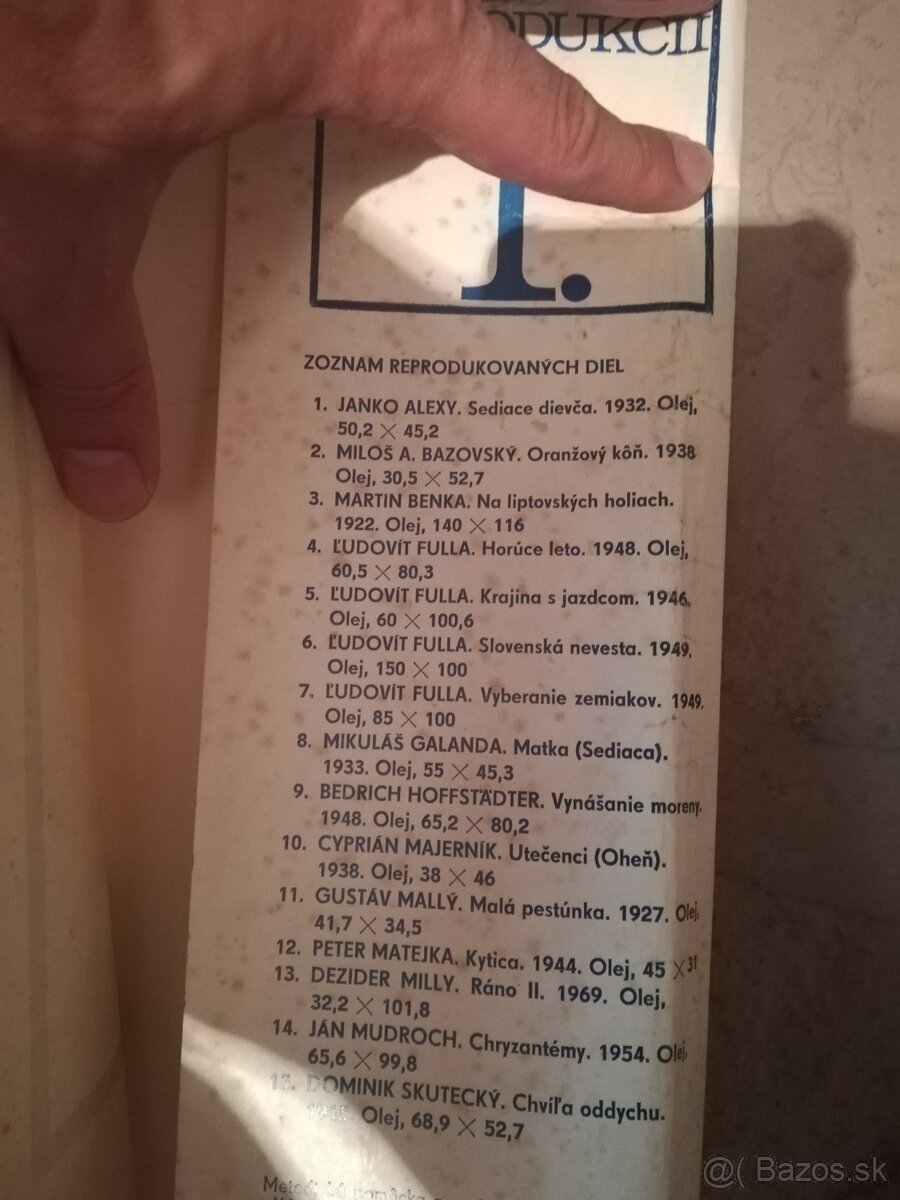 ODUKCII
1.
ZOZNAM REPRODUKOVANÝCH DIEL
1. JANKO ALEXY. Sediace dievča. 1932. Olej,
50,2 × 45,2
2. MILOŠ A. BAZOVSKÝ. Oranžový kôň. 1938
Olej, 30,5 × 52,7
3. MARTIN BENKA. Na liptovských holiach.
1922. Olej, 140 × 116
4. ĽUDOVÍT FULLA. Horúce leto. 1948. Olej,
60,5 × 80,3
5. ĽUDOVÍT FULLA. Krajina s jazdcom. 1946,
Olej, 60 × 100,6
6. ĽUDOVÍT FULLA. Slovenská nevesta. 1949.
Olej, 150 × 100
7. ĽUDOVÍT FULLA. Vyberanie zemiakov. 1949.
Olej, 85 × 100
8. MIKULÁŠ GALANDA. Matka (Sediaca).
1933. Olej, 55 × 45,3
9. BEDRICH HOFFSTÄDTER. Vynášanie moreny.
1948. Olej, 65,2 × 80,2
10. CYPRIÁN MAJERNÍK. Utečenci (Oheň).
1938. Olej, 38 × 46
11. GUSTÁV MALLÝ. Malá pestúnka. 1927. Olej,
41,7 × 34,5
12. PETER MATEJKA. Kytica. 1944. Olej, 45 × 31
13. DEZIDER MILLY. Ráno II. 1969. Olej,
32,2 × 101,8
14. JÁN MUDROCH. Chryzantémy. 1954. Olej,
65,6 × 99,8
15. DOMINIK SKUTECKÝ. Chvíľa oddychu.
Olej, 68,9 × 52,7
Metodická pomôcka
@( Bazos.sk